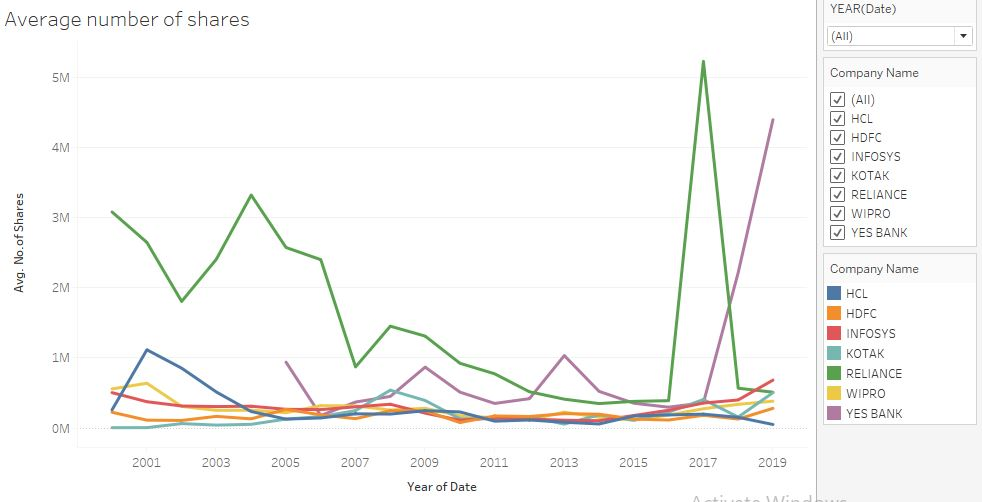 Average number of shares
Avg. No.of Shares
5M
4M
3M
2M
1M
0M
2001
2003
2005
2007
2009
2011
2013
2015
2017
2019
Year of Date
YEAR(Date)
(All)
Company Name
(All)
HCL
HDFC
INFOSYS
KOTAK
RELIANCE
WIPRO
YES BANK
Company Name
HCL
HDFC
INFOSYS
KOTAK
RELIANCE
WIPRO
YES BANK
Activate Windows